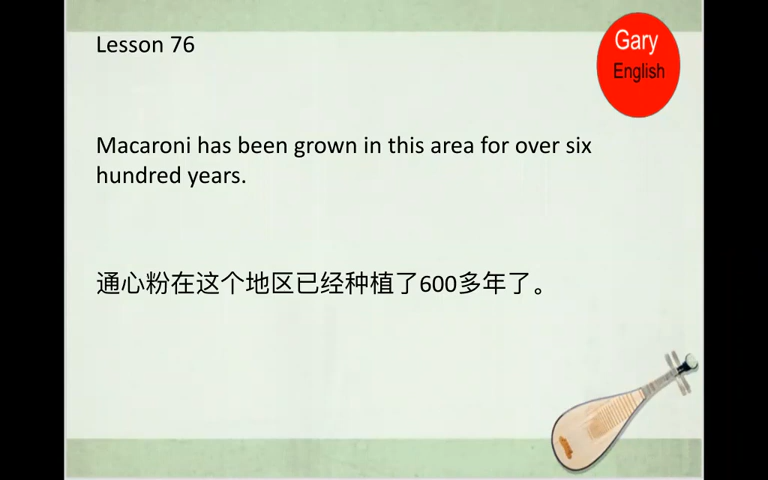 Lesson 76
Gary
English
Macaroni has been grown in this area for over six
hundred years.
通心粉在这个地区已经种植了600多年了。